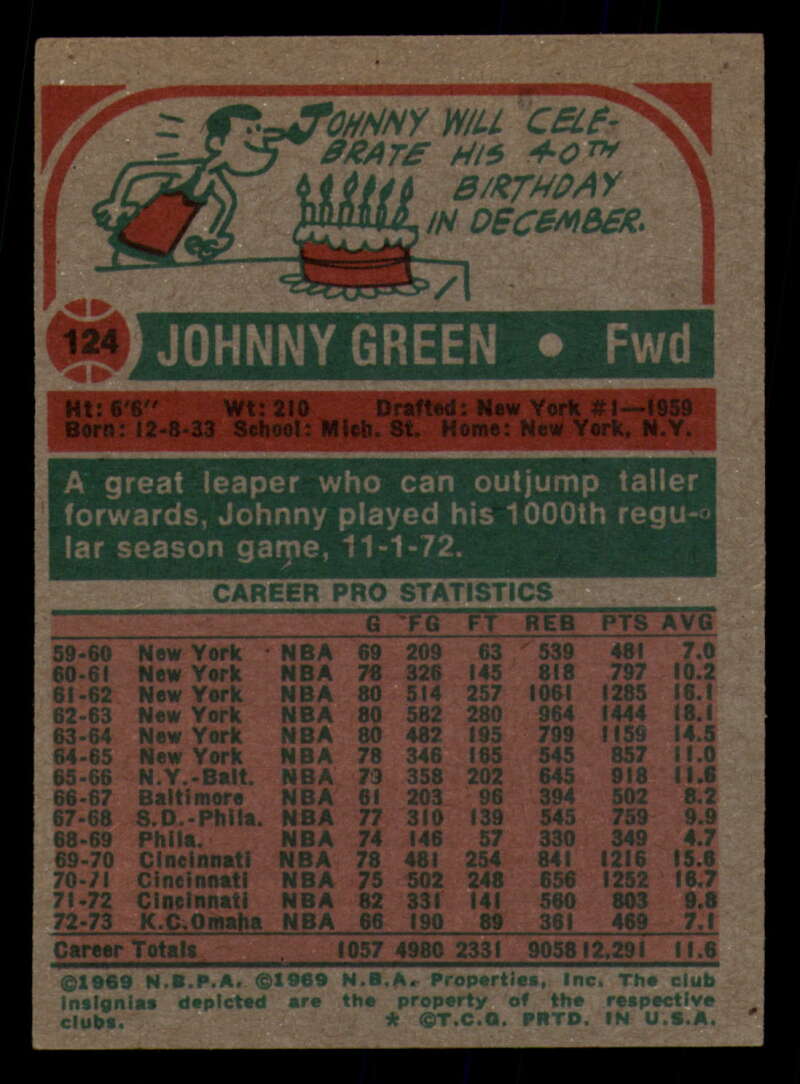 JOHNNY WILL CELE-
BRATE HIS 40TH
BIRTHDAY
IN DECEMBER.
124 JOHNNY GREEN • Fwd
Ht: 6'6" Wt: 210 Drafted: New York #1—1959
Born: 12-8-33 School: Mich. St. Home: New York, N.Y.
A great leaper who can outjump taller
forwards, Johnny played his 1000th regu-
lar season game, 11-1-72.
CAREER PRO STATISTICS
G FG FT REB PTS AVG
59-60 New York NBA 69 209 63 539 481 7.0
60-61 New York NBA 78 326 145 818 797 10.2
61-62 New York NBA 80 514 257 1061 1285 16.1
62-63 New York NBA 80 582 280 964 1444 18.1
63-64 New York NBA 80 482 195 799 1159 14.5
64-65 New York NBA 78 346 165 545 857 11.0
65-66 N.Y.-Balt. NBA 79 358 202 645 918 11.6
66-67 Baltimore NBA 61 203 96 394 502 8.2
67-68 S.D.-Phila. NBA 77 310 139 545 759 9.9
68-69 Phila. NBA 74 146 57 330 349 4.7
69-70 Cincinnati NBA 78 481 254 841 1216 15.6
70-71 Cincinnati NBA 75 502 248 656 1252 16.7
71-72 Cincinnati NBA 82 331 141 560 803 9.8
72-73 K.C.Omaha NBA 66 190 89 361 469 7.1
Career Totals 1057 4980 2331 9058 12,291 11.6
©1969 N.B.P.A. ©1969 N.B.A. Properties, Inc. The club
insignias depicted are the property of the respective
clubs. * ©T.C.G. PRTD. IN U.S.A.